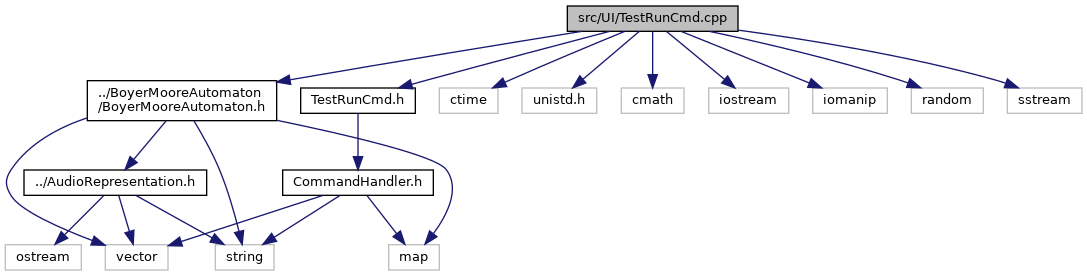 src/UI/TestRunCmd.cpp
../BoyerMooreAutomaton
/BoyerMooreAutomaton.h
TestRunCmd.h
ctime
unistd.h
cmath
iostream
iomanip
random
sstream
../AudioRepresentation.h
CommandHandler.h
ostream
vector
string
map